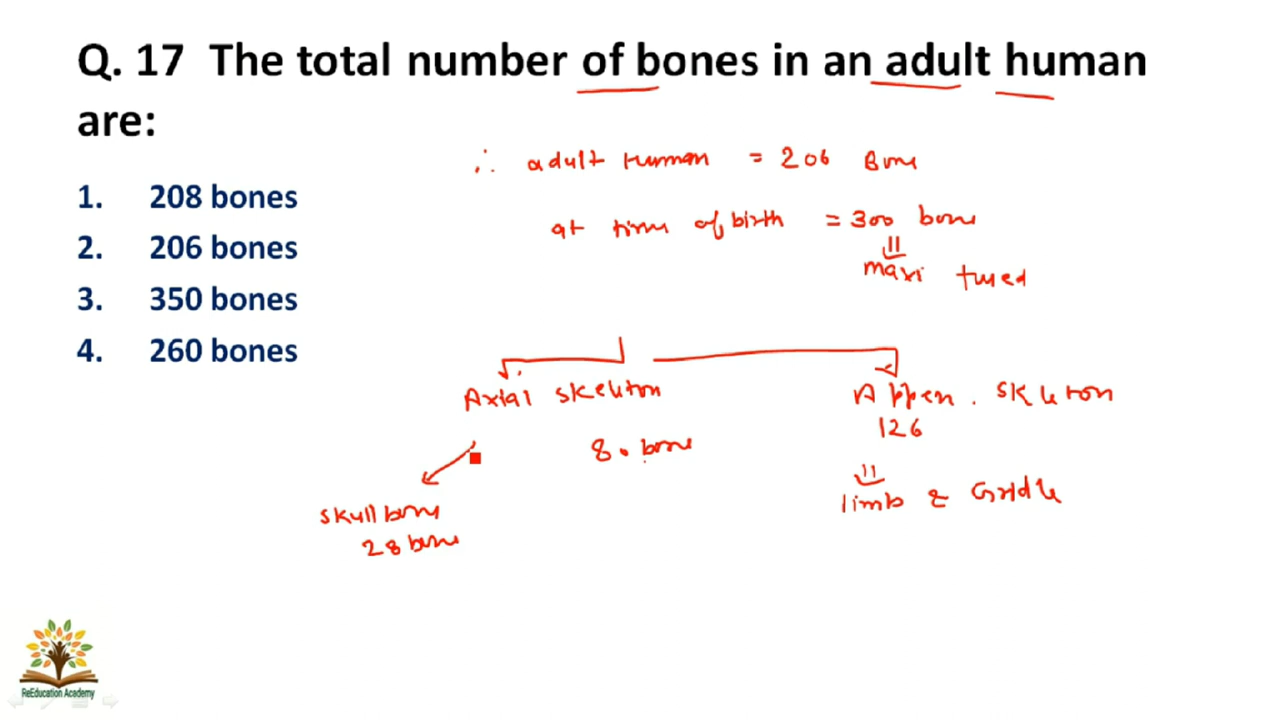 Q. 17 The total number of bones in an adult human
are:
1. 208 bones
2. 206 bones
3. 350 bones
4. 260 bones
∴ adult Human = 206 Bone
at time of birth = 300 bone
maxi fused
Axial skeleton
Appen. skeleton
80 bone
126
limb & Girdle
skull bone
28 bone
ReEducation Academy